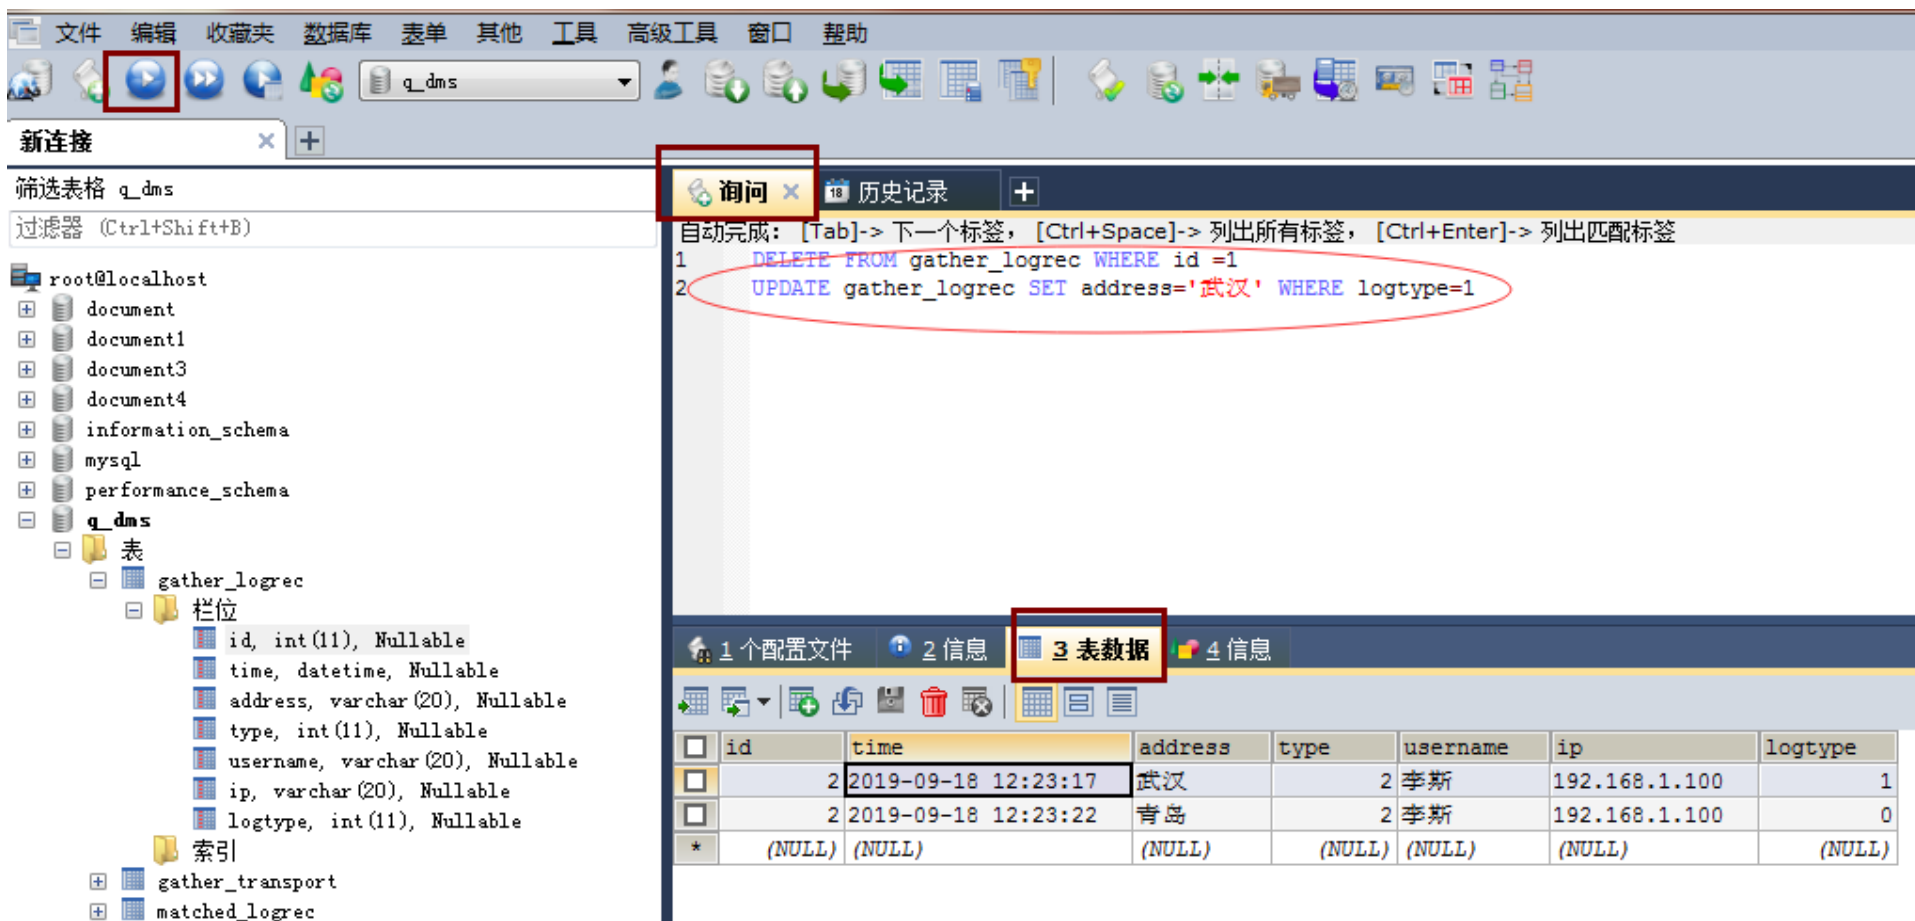 文件 编辑 收藏夹 数据库 表单 其他 工具 高级工具 窗口 帮助
q_dms
新连接
筛选表格 q_dms
过滤器 (Ctrl+Shift+B)
root@localhost
document
document1
document3
document4
information_schema
mysql
performance_schema
q_dms
表
gather_logrec
栏位
id, int(11), Nullable
time, datetime, Nullable
address, varchar(20), Nullable
type, int(11), Nullable
username, varchar(20), Nullable
ip, varchar(20), Nullable
logtype, int(11), Nullable
索引
gather_transport
matched_logrec
询问 18 历史记录
自动完成: [Tab]-> 下一个标签, [Ctrl+Space]-> 列出所有标签, [Ctrl+Enter]-> 列出匹配标签
1 DELETE FROM gather_logrec WHERE id =1
2 UPDATE gather_logrec SET address='武汉' WHERE logtype=1
1 个配置文件 2 信息 3 表数据 4 信息
id time address type username ip logtype
2 2019-09-18 12:23:17 武汉 2 李斯 192.168.1.100 1
2 2019-09-18 12:23:22 青岛 2 李斯 192.168.1.100 0
* (NULL) (NULL) (NULL) (NULL) (NULL) (NULL) (NULL)